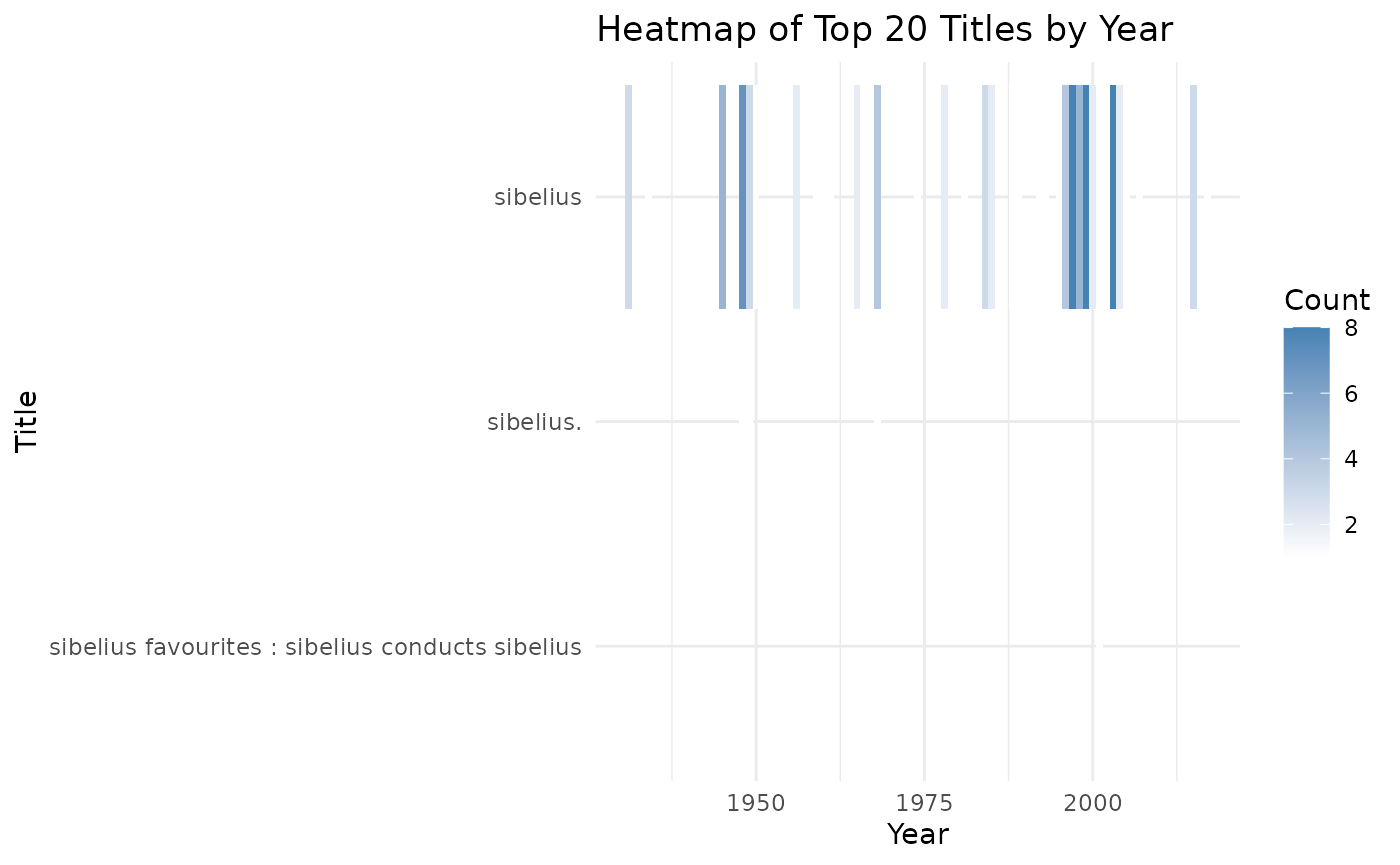 Heatmap of Top 20 Titles by Year
Title
sibelius
sibelius.
sibelius favourites : sibelius conducts sibelius
1950 1975 2000
Year
Count
8
6
4
2